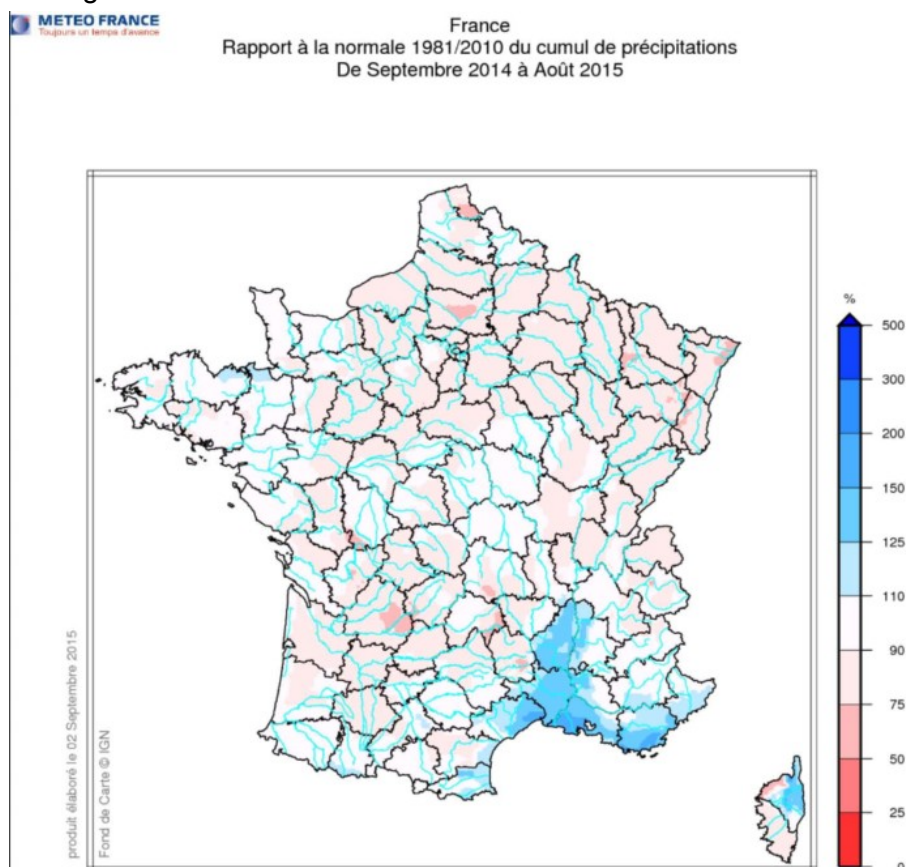 METEO FRANCE
Toujours un temps d'avance
France
Rapport à la normale 1981/2010 du cumul de précipitations
De Septembre 2014 à Août 2015
%
500
300
200
150
125
110
90
75
50
25
0
produit élaboré le 02 Septembre 2015
Fond de Carte © IGN